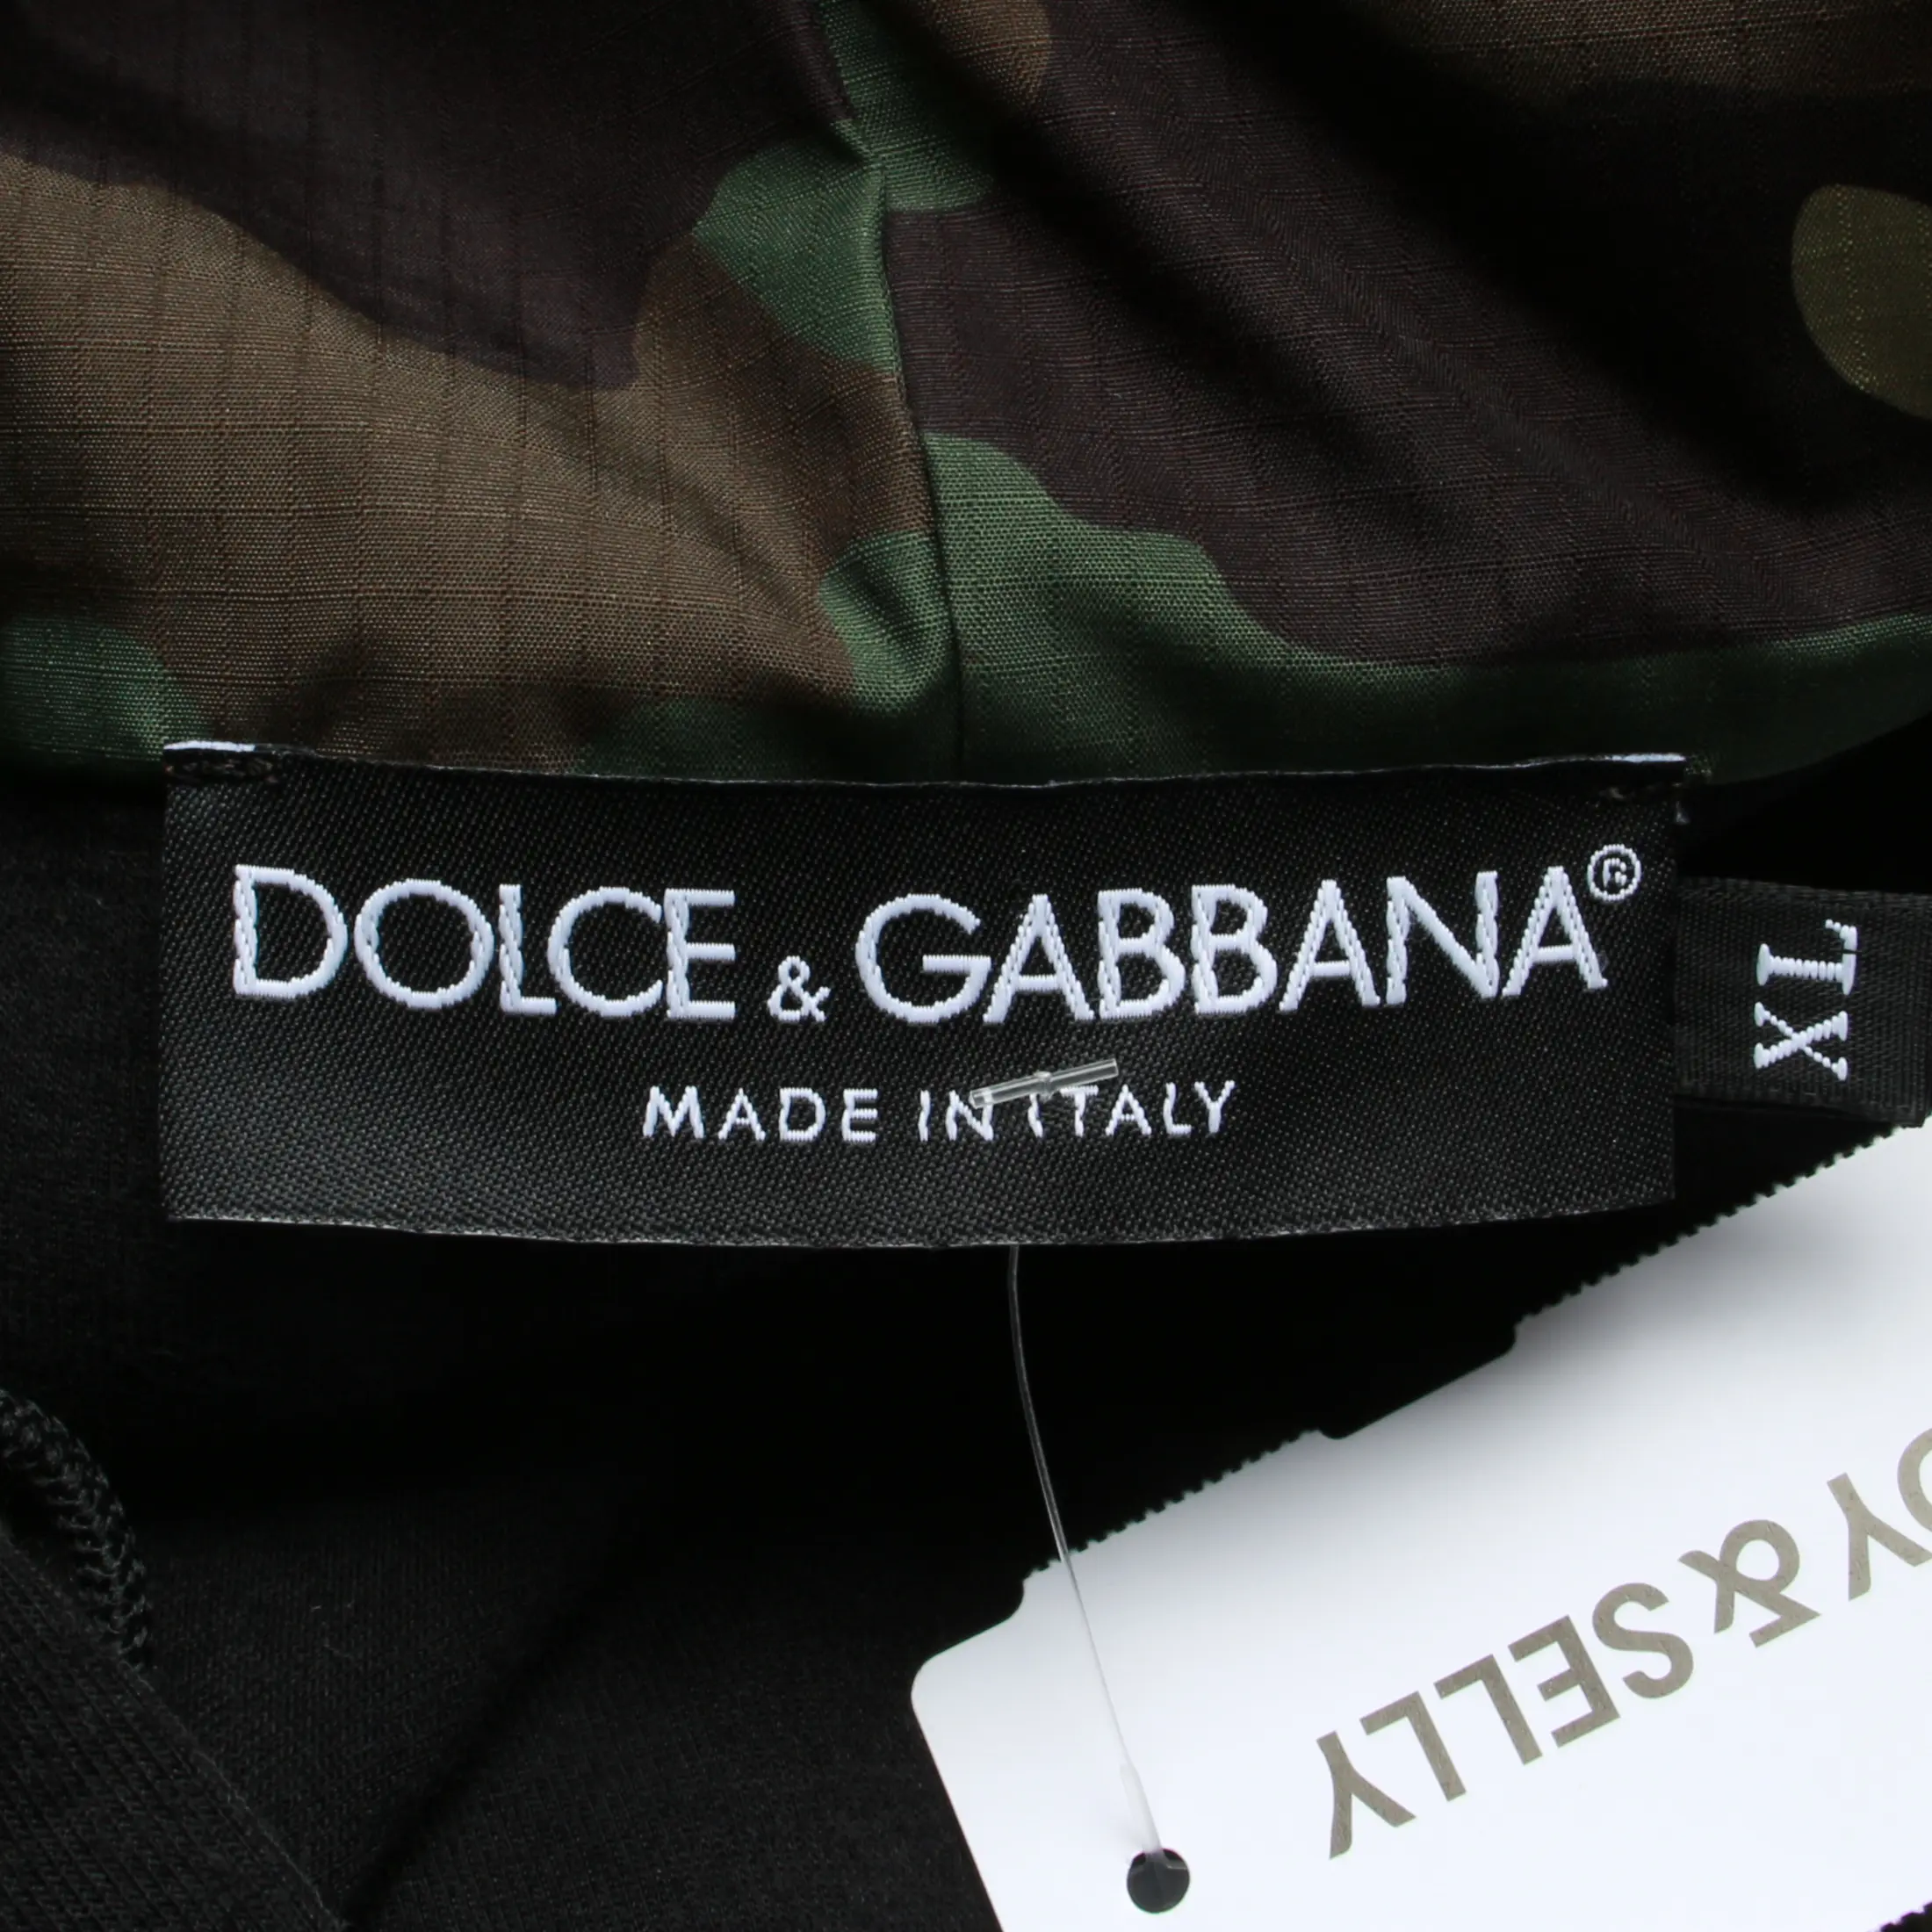 DOLCE & GABBANA®
MADE IN ITALY
XL
& SELLY